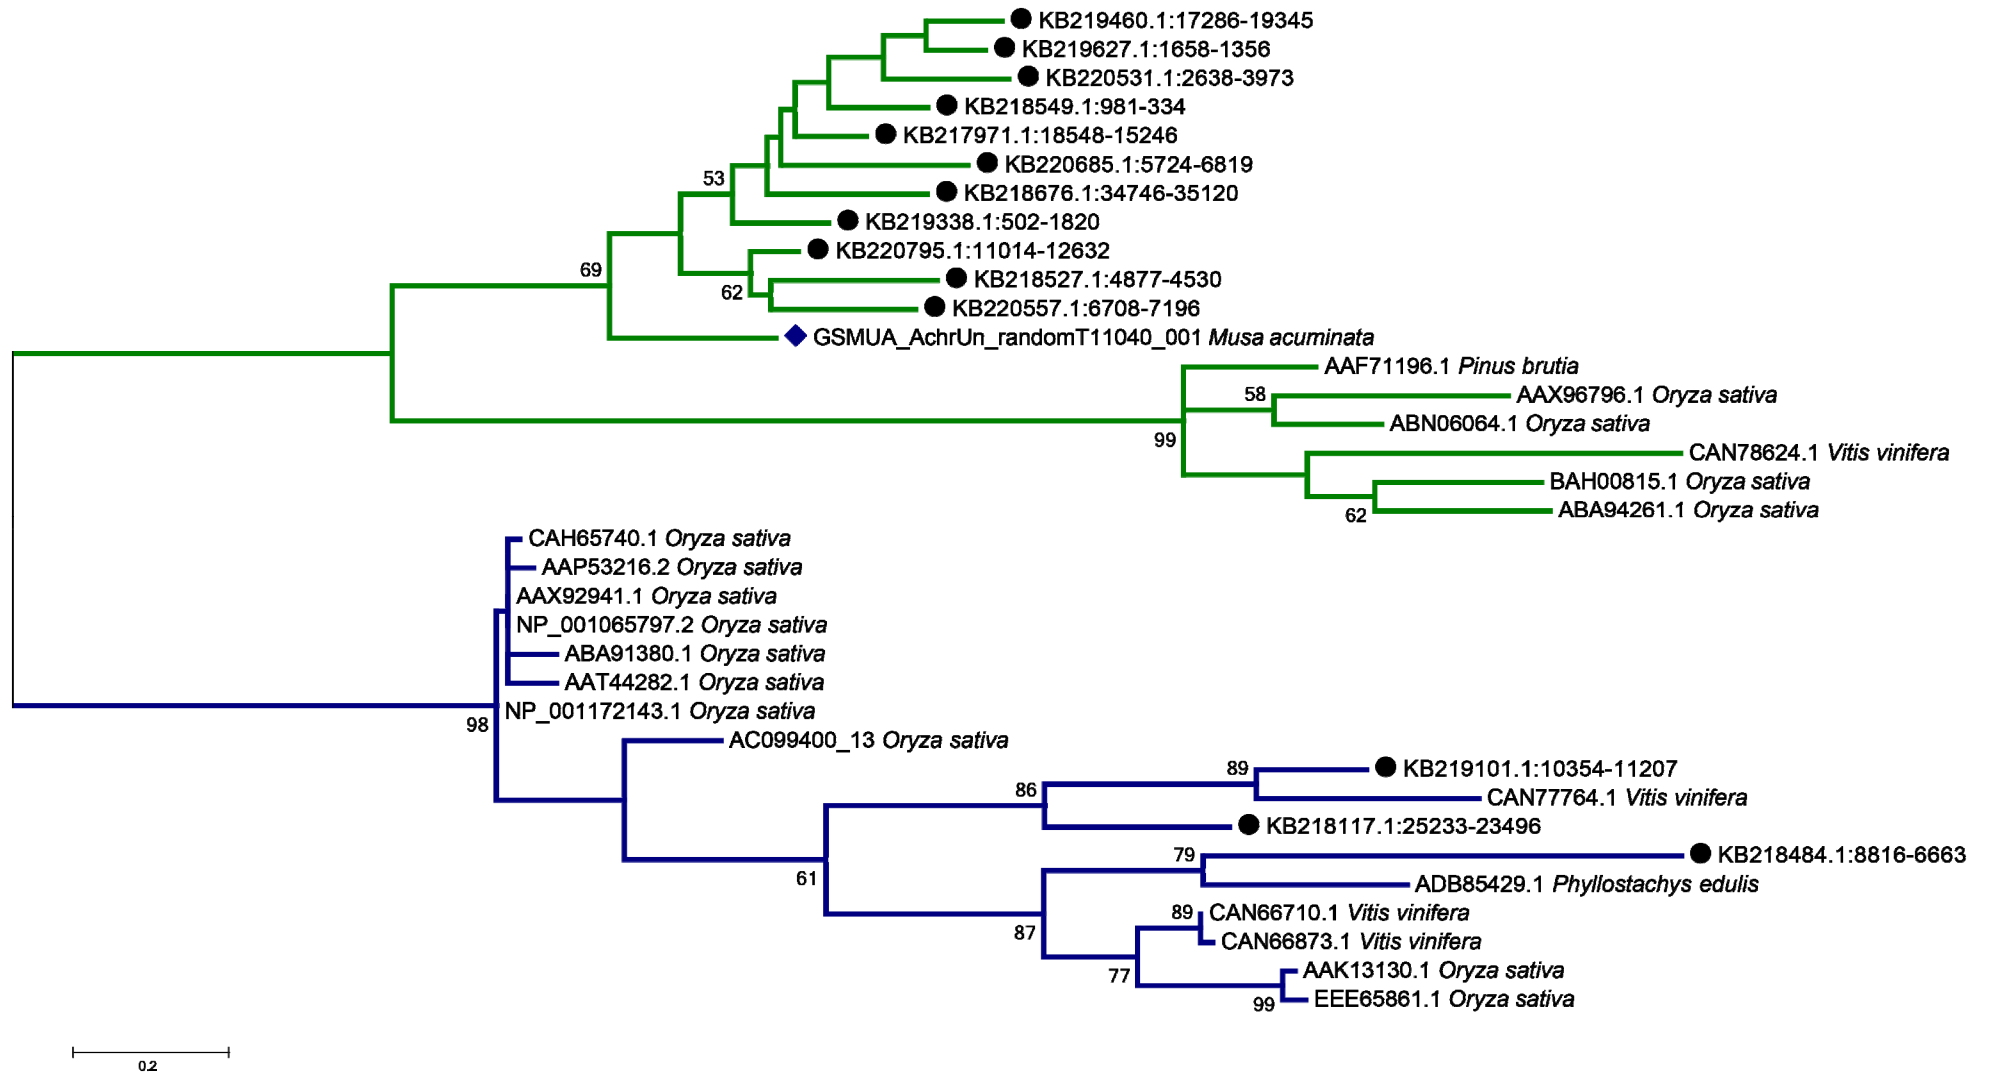 KB219460.1:17286-19345
KB219627.1:1658-1356
KB220531.1:2638-3973
KB218549.1:981-334
KB217971.1:18548-15246
KB220685.1:5724-6819
53
KB218676.1:34746-35120
KB219338.1:502-1820
KB220795.1:11014-12632
69
KB218527.1:4877-4530
62
KB220557.1:6708-7196
GSMUA_AchrUn_randomT11040_001 Musa acuminata
AAF71196.1 Pinus brutia
58
AAX96796.1 Oryza sativa
ABN06064.1 Oryza sativa
99
CAN78624.1 Vitis vinifera
BAH00815.1 Oryza sativa
62
ABA94261.1 Oryza sativa
CAH65740.1 Oryza sativa
AAP53216.2 Oryza sativa
AAX92941.1 Oryza sativa
NP_001065797.2 Oryza sativa
ABA91380.1 Oryza sativa
AAT44282.1 Oryza sativa
98
NP_001172143.1 Oryza sativa
AC099400_13 Oryza sativa
89
KB219101.1:10354-11207
86
CAN77764.1 Vitis vinifera
KB218117.1:25233-23496
79
KB218484.1:8816-6663
61
ADB85429.1 Phyllostachys edulis
89
CAN66710.1 Vitis vinifera
87
CAN66873.1 Vitis vinifera
77
AAK13130.1 Oryza sativa
99
EEE65861.1 Oryza sativa
0.2